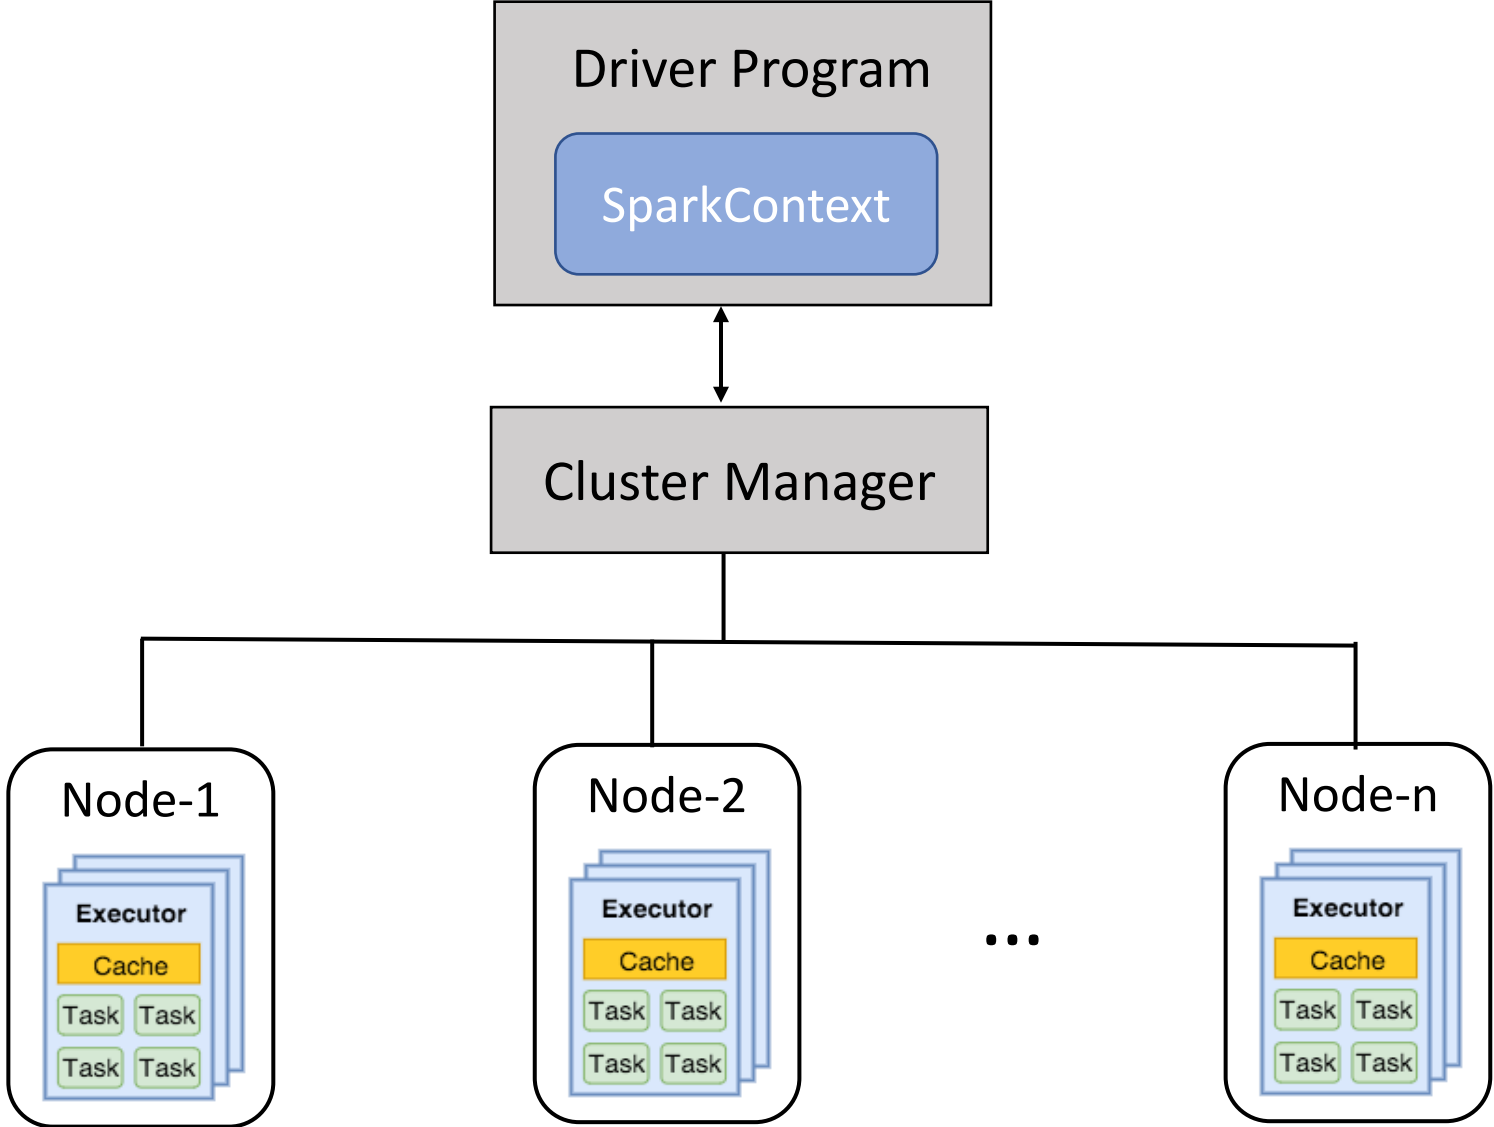 Driver Program
SparkContext
Cluster Manager
Node-1
Node-2
Node-n
Executor
Executor
Executor
Cache
Cache
...
Cache
Task Task
Task Task
Task Task
Task Task
Task Task
Task Task